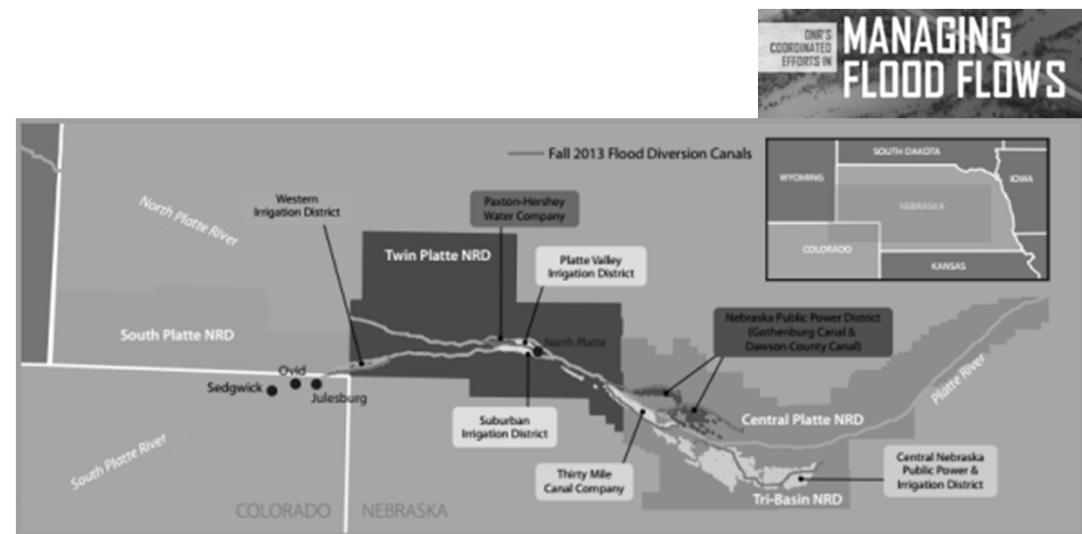 DNR'S
COORDINATED
EFFORTS IN
MANAGING
FLOOD FLOWS
Fall 2013 Flood Diversion Canals
SOUTH DAKOTA
WYOMING
IOWA
NEBRASKA
COLORADO
KANSAS
North Platte River
Western
Irrigation District
Paxton-Hershey
Water Company
Twin Platte NRD
Platte Valley
Irrigation District
South Platte NRD
North Platte
Nebraska Public Power District
(Gothenburg Canal &
Dawson County Canal)
Ovid
Sedgwick
Julesburg
Platte River
Suburban
Irrigation District
Central Platte NRD
South Platte River
Thirty Mile
Canal Company
Central Nebraska
Public Power &
Irrigation District
Tri-Basin NRD
COLORADO
NEBRASKA